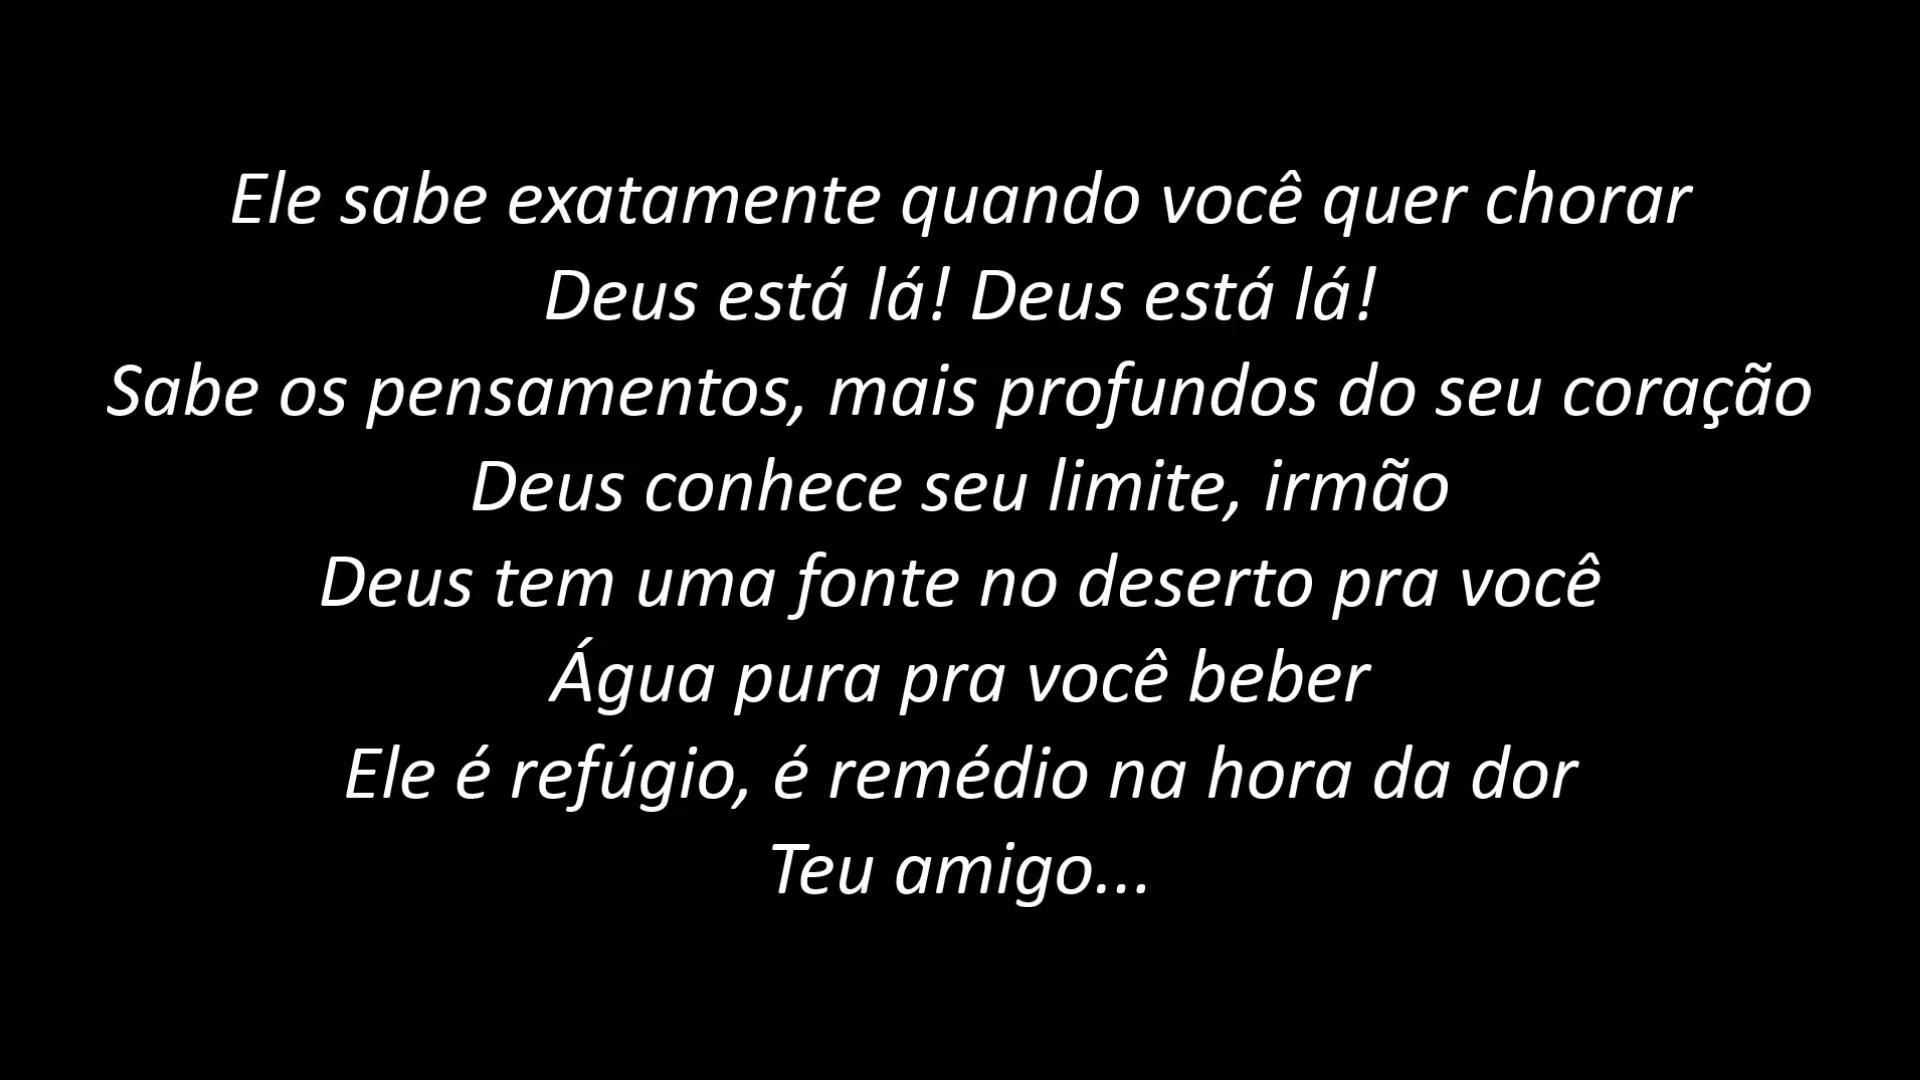 Ele sabe exatamente quando você quer chorar
Deus está lá! Deus está lá!
Sabe os pensamentos, mais profundos do seu coração
Deus conhece seu limite, irmão
Deus tem uma fonte no deserto pra você
Água pura pra você beber
Ele é refúgio, é remédio na hora da dor
Teu amigo...